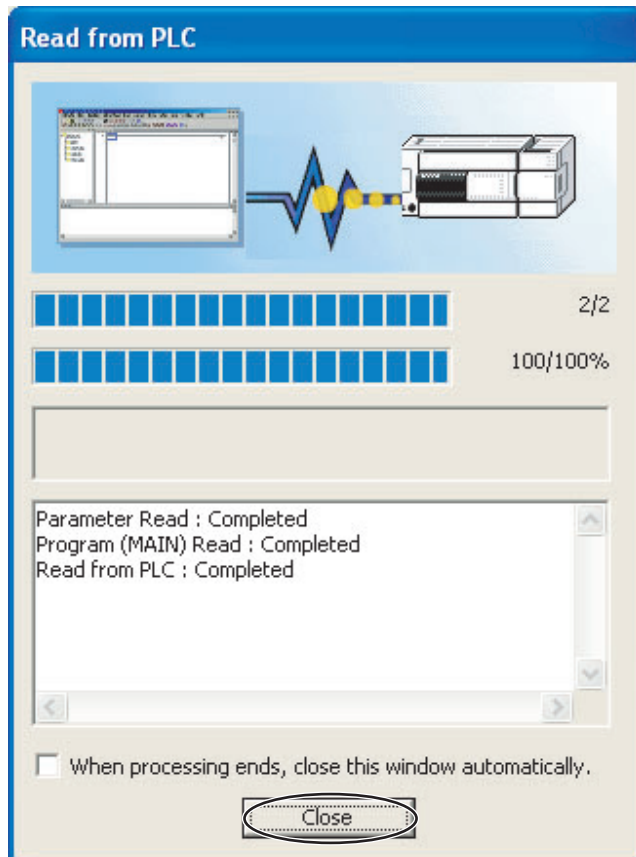 Read from PLC
2/2
100/100%
Parameter Read : Completed
Program (MAIN) Read : Completed
Read from PLC : Completed
When processing ends, close this window automatically.
Close